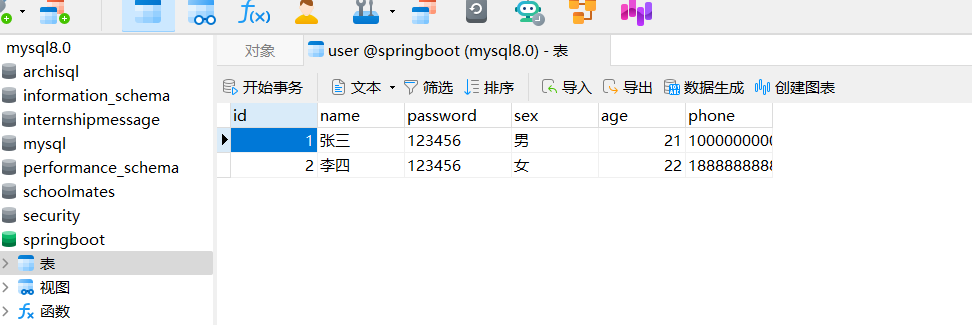 f(x)
mysql8.0
archisql
information_schema
internshipmessage
mysql
performance_schema
schoolmates
security
springboot
表
视图
函数
对象
user @springboot (mysql8.0) - 表
开始事务 文本 筛选 排序 导入 导出 数据生成 创建图表
id name password sex age phone
1 张三 123456 男 21 1000000000
2 李四 123456 女 22 1888888888